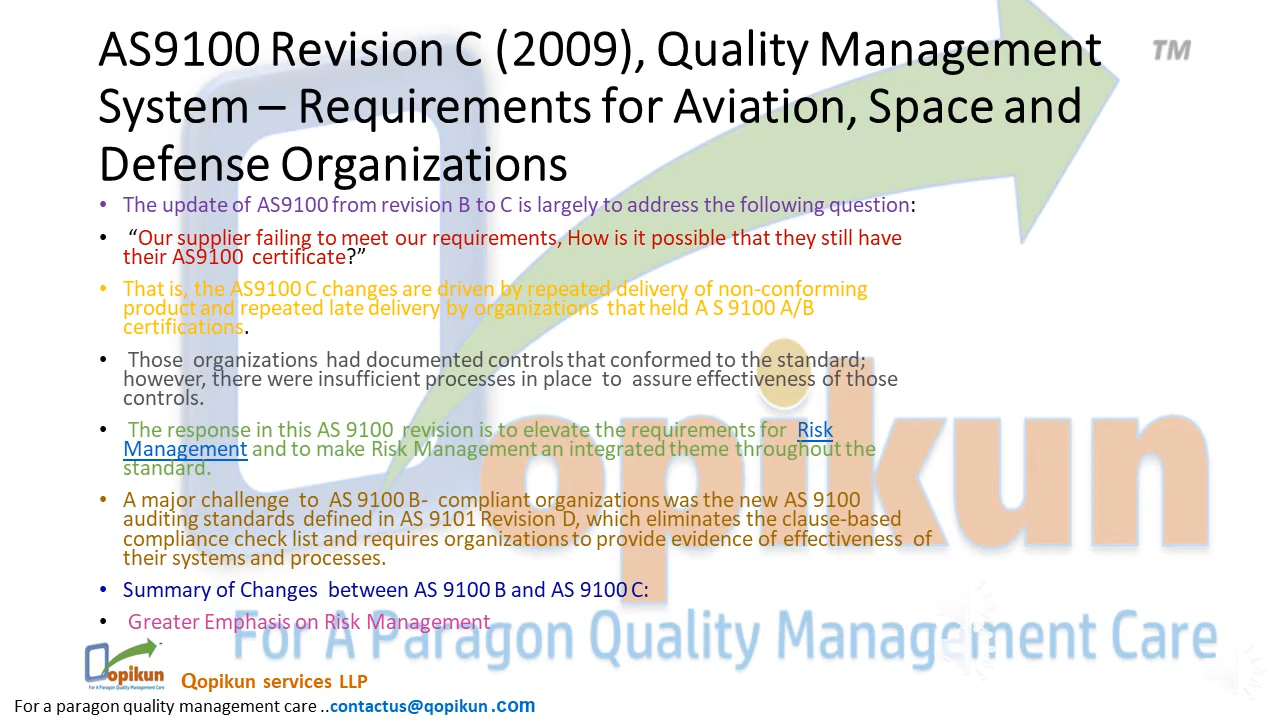 AS9100 Revision C (2009), Quality Management
System – Requirements for Aviation, Space and
Defense Organizations
TM
• The update of AS9100 from revision B to C is largely to address the following question:
• “Our supplier failing to meet our requirements, How is it possible that they still have
their AS9100 certificate?”
• That is, the AS9100 C changes are driven by repeated delivery of non-conforming
product and repeated late delivery by organizations that held A S 9100 A/B
certifications.
• Those organizations had documented controls that conformed to the standard;
however, there were insufficient processes in place to assure effectiveness of those
controls.
• The response in this AS 9100 revision is to elevate the requirements for Risk
Management and to make Risk Management an integrated theme throughout the
standard.
• A major challenge to AS 9100 B- compliant organizations was the new AS 9100
auditing standards defined in AS 9101 Revision D, which eliminates the clause-based
compliance check list and requires organizations to provide evidence of effectiveness of
their systems and processes.
• Summary of Changes between AS 9100 B and AS 9100 C:
• Greater Emphasis on Risk Management
opikun
For A Paragon Quality Management Care
opikun
For A Paragon Quality Management Care
Qopikun services LLP
For a paragon quality management care ..contactus@qopikun .com